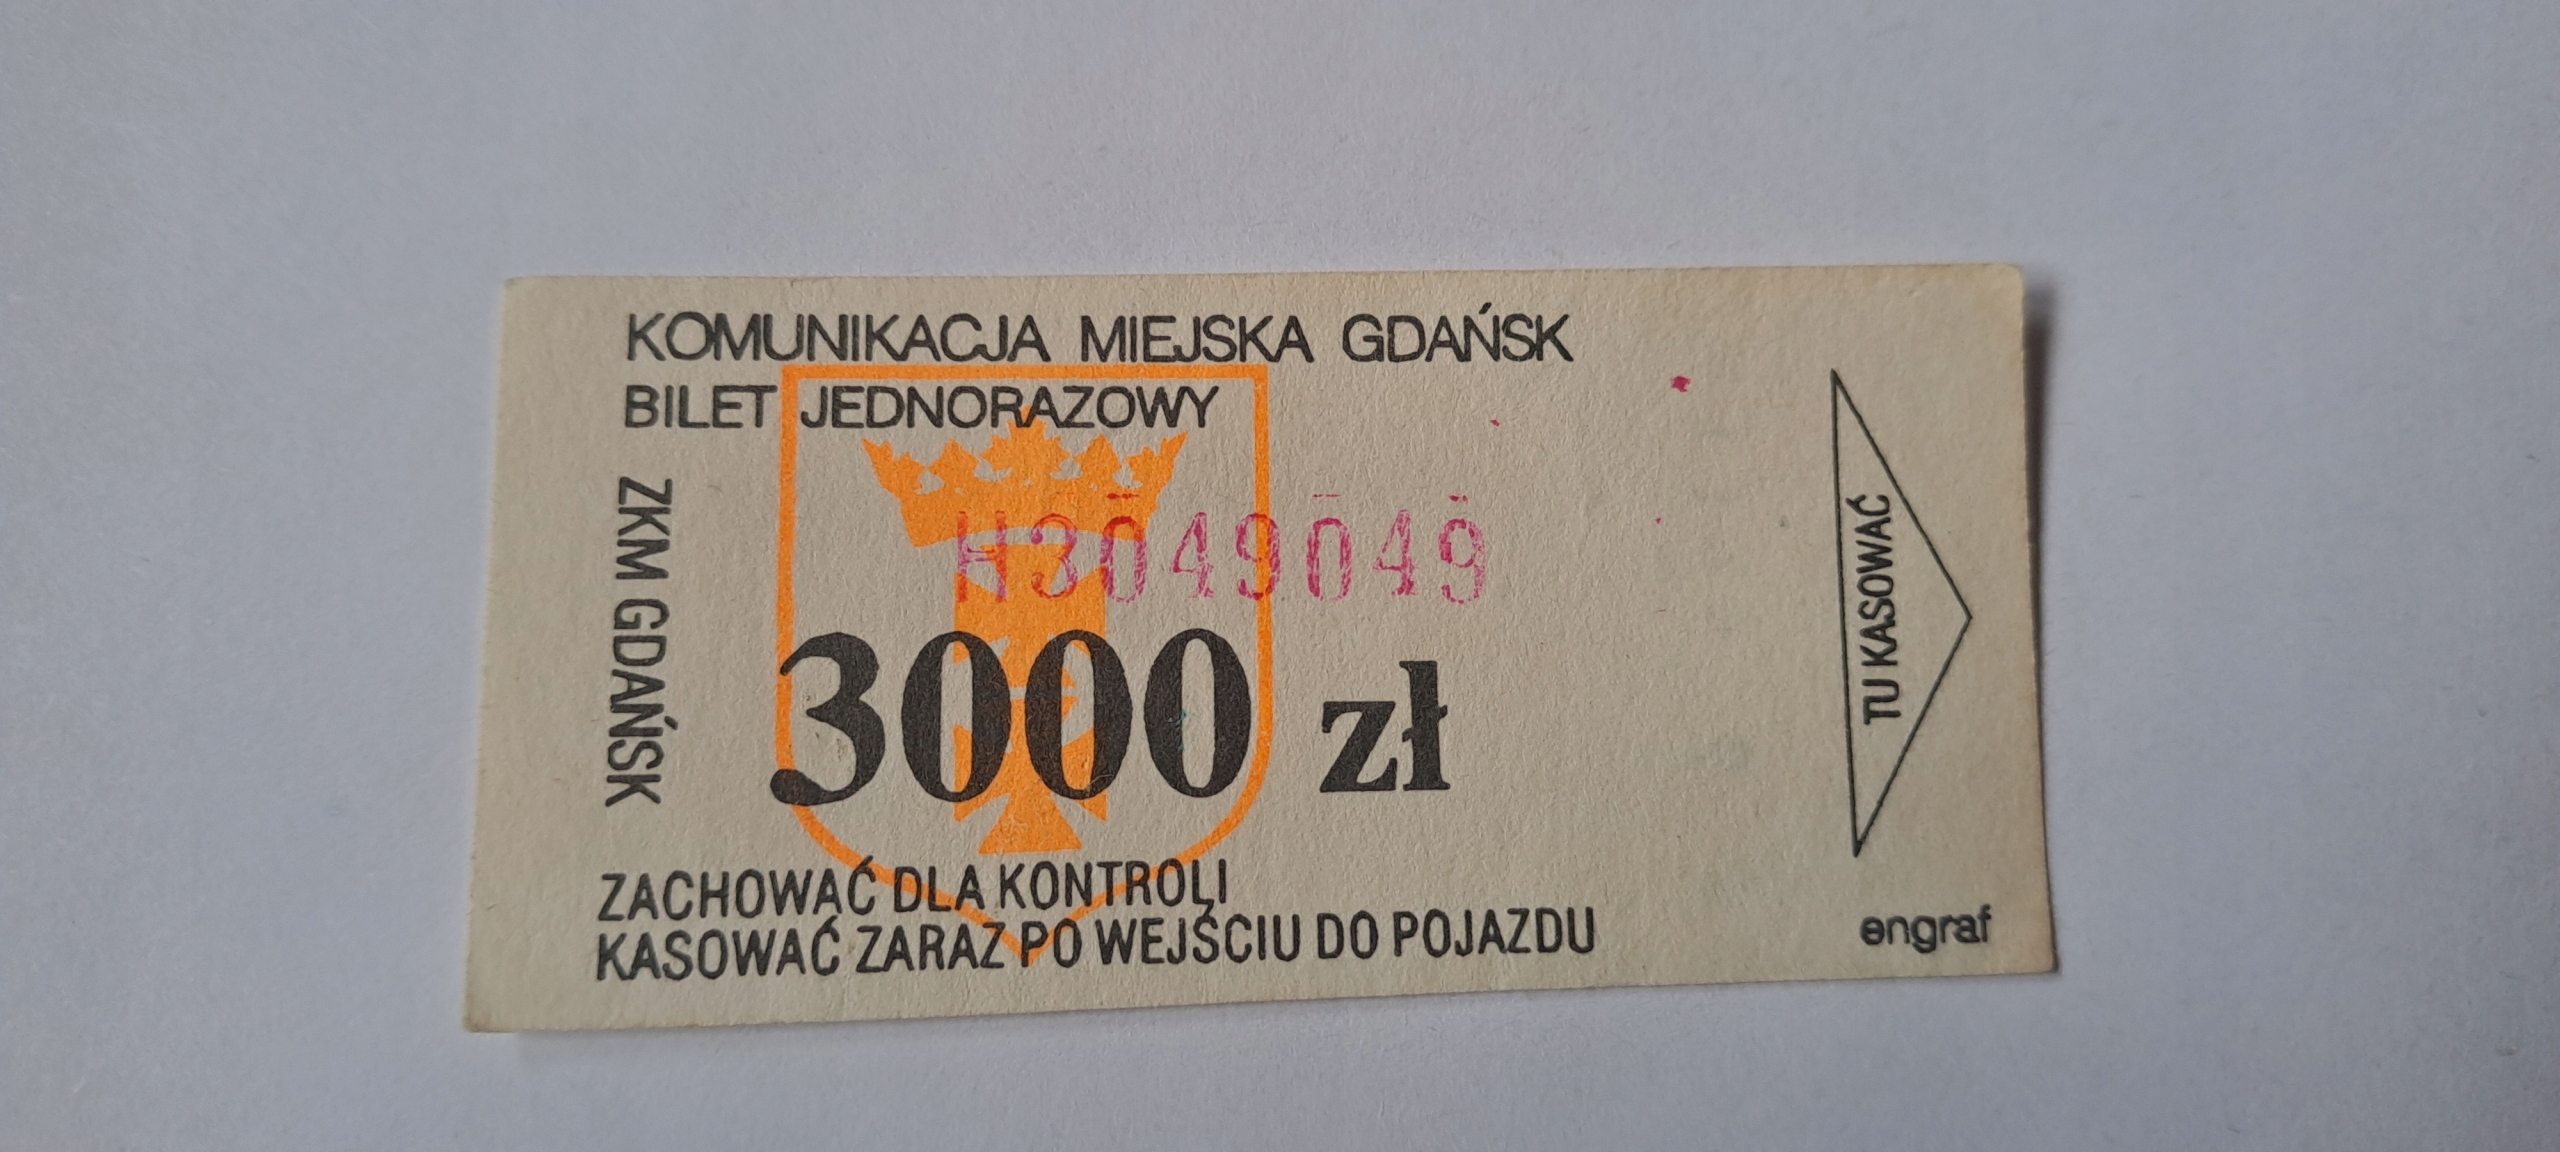 KOMUNIKACJA MIEJSKA GDAŃSK
BILET JEDNORAZOWY
ZKM GDAŃSK
H3049049
3000 zł
TU KASOWAĆ
ZACHOWAĆ DLA KONTROLI
KASOWAĆ ZARAZ PO WEJŚCIU DO POJAZDU
engraf